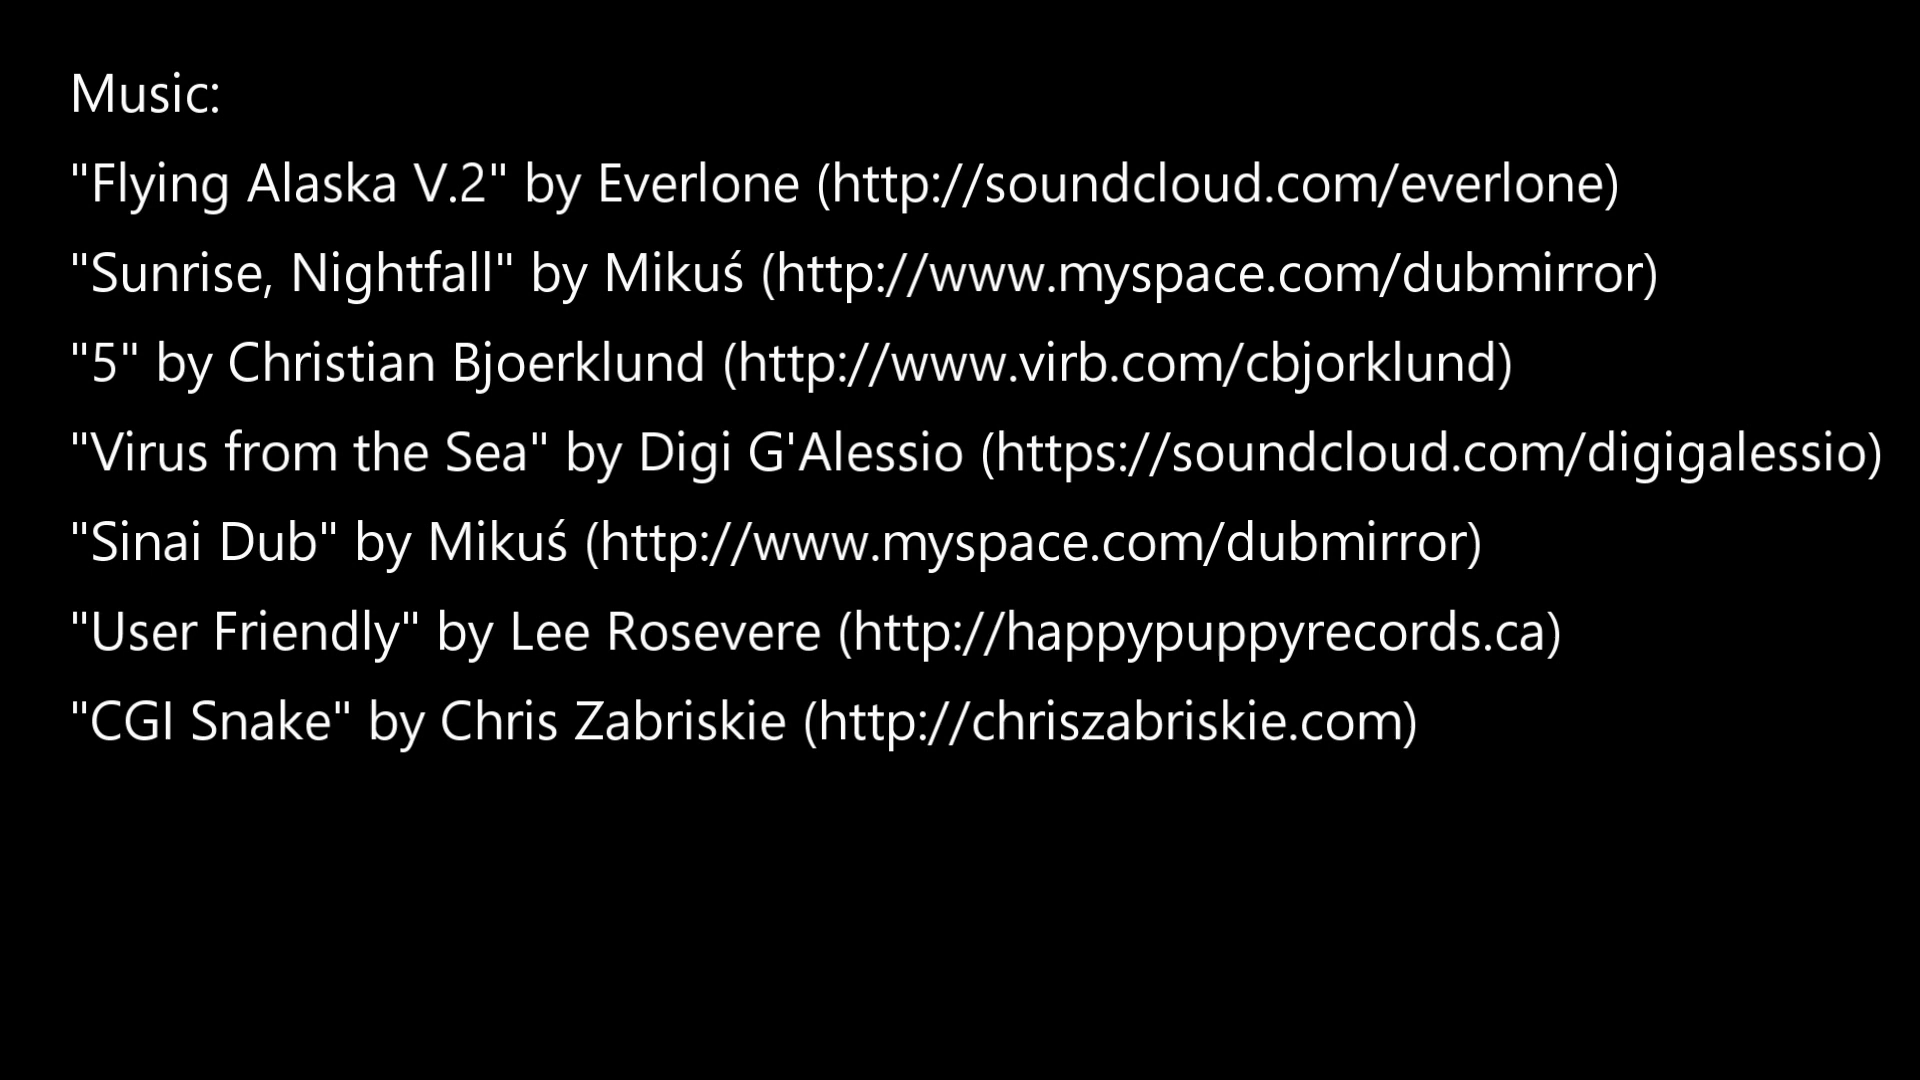 Music:
"Flying Alaska V.2" by Everlone (http://soundcloud.com/everlone)
"Sunrise, Nightfall" by Mikuś (http://www.myspace.com/dubmirror)
"5" by Christian Bjoerklund (http://www.virb.com/cbjorklund)
"Virus from the Sea" by Digi G'Alessio (https://soundcloud.com/digigalessio)
"Sinai Dub" by Mikuś (http://www.myspace.com/dubmirror)
"User Friendly" by Lee Rosevere (http://happypuppyrecords.ca)
"CGI Snake" by Chris Zabriskie (http://chriszabriskie.com)